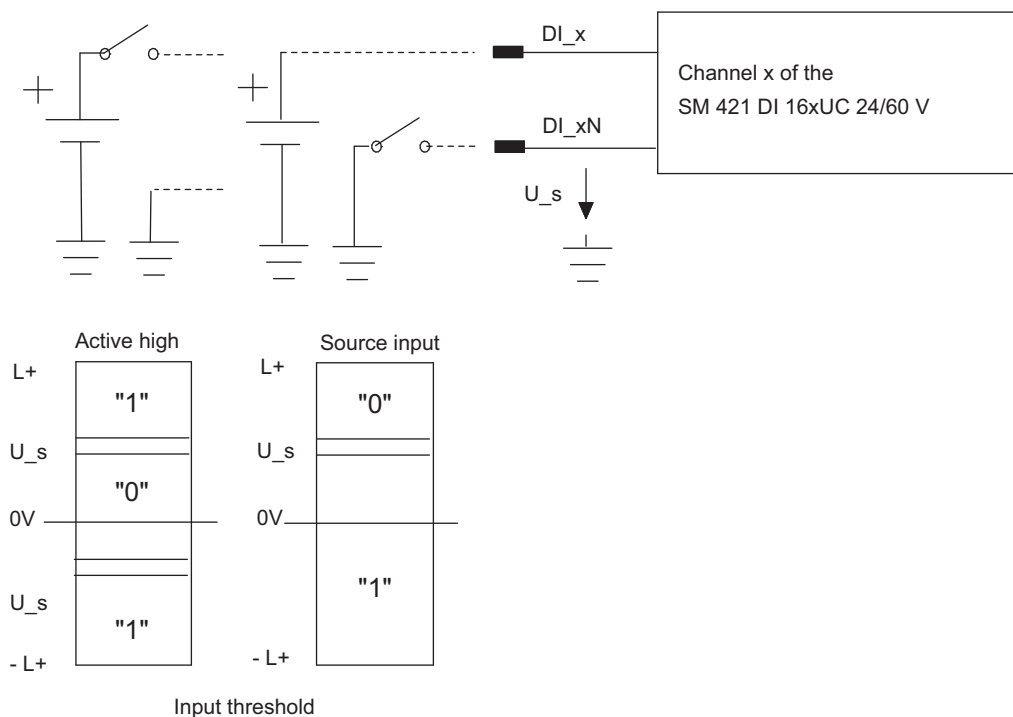 DI_x
Channel x of the
SM 421 DI 16xUC 24/60 V
DI_xN
U_s
Active high
L+
"1"
U_s
"0"
0V
U_s
"1"
- L+
Source input
L+
"0"
U_s
0V
"1"
- L+
Input threshold